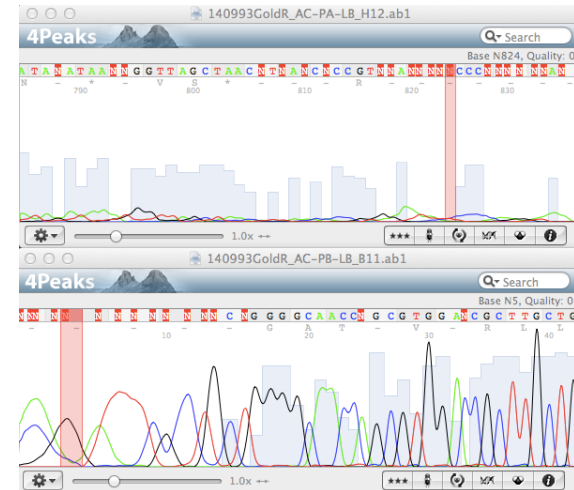 140993GoldR_AC-PA-LB_H12.ab1
4Peaks
Search
Base N824, Quality: 0
A T A N A T A A N N G G T T A G C T A A C N T N A N C N C C G T N N A N N N N N C C C N N N N N N A N
N - V S * - - R - - -
790 800 810 820 830
1.0x
140993GoldR_AC-PB-LB_B11.ab1
4Peaks
Search
Base N5, Quality: 0
N N N N N N N N N N N N C N G G G G C A A C C N G C G T G G A N C G C T T G C T G
- - - - - G A T - V - R L L
10 20 30 40
1.0x